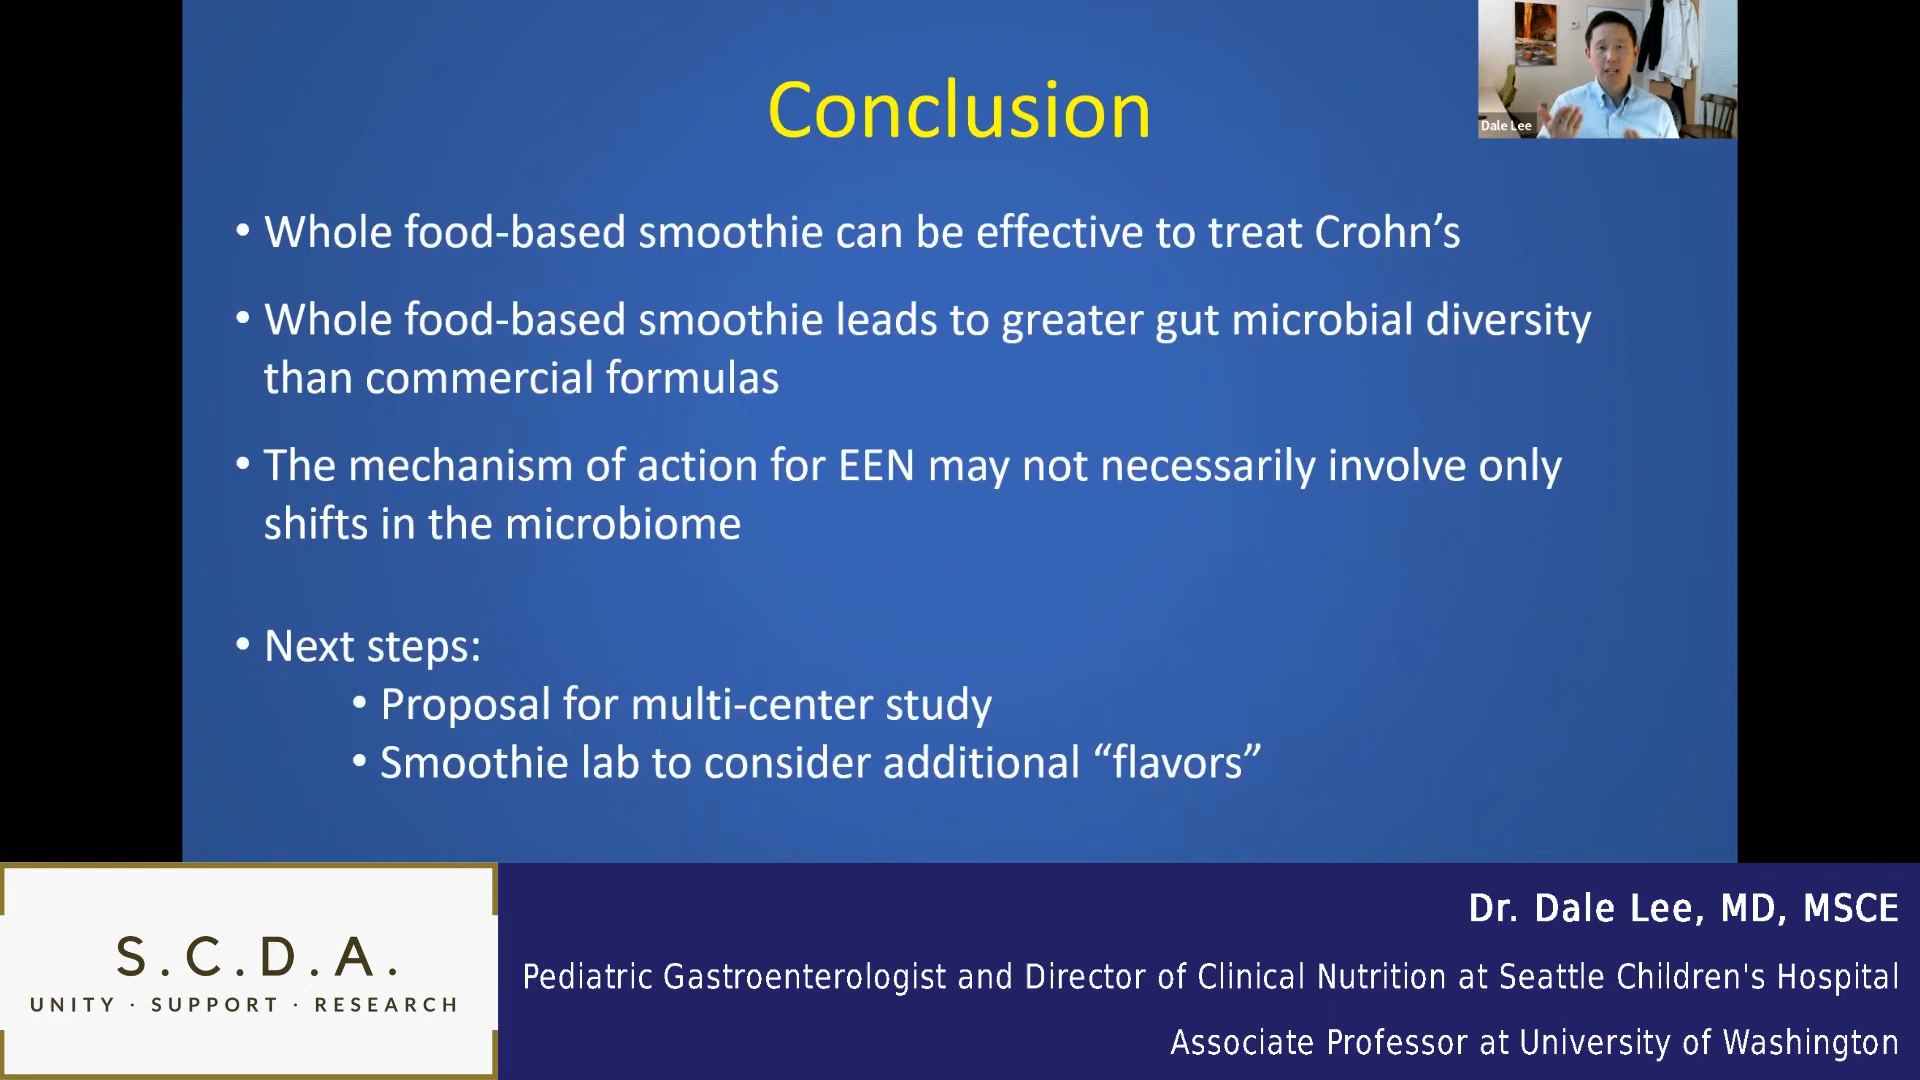 Conclusion
Dale Lee
• Whole food-based smoothie can be effective to treat Crohn’s
• Whole food-based smoothie leads to greater gut microbial diversity
than commercial formulas
• The mechanism of action for EEN may not necessarily involve only
shifts in the microbiome
• Next steps:
• Proposal for multi-center study
• Smoothie lab to consider additional “flavors”
S.C.D.A.
UNITY · SUPPORT · RESEARCH
Dr. Dale Lee, MD, MSCE
Pediatric Gastroenterologist and Director of Clinical Nutrition at Seattle Children's Hospital
Associate Professor at University of Washington